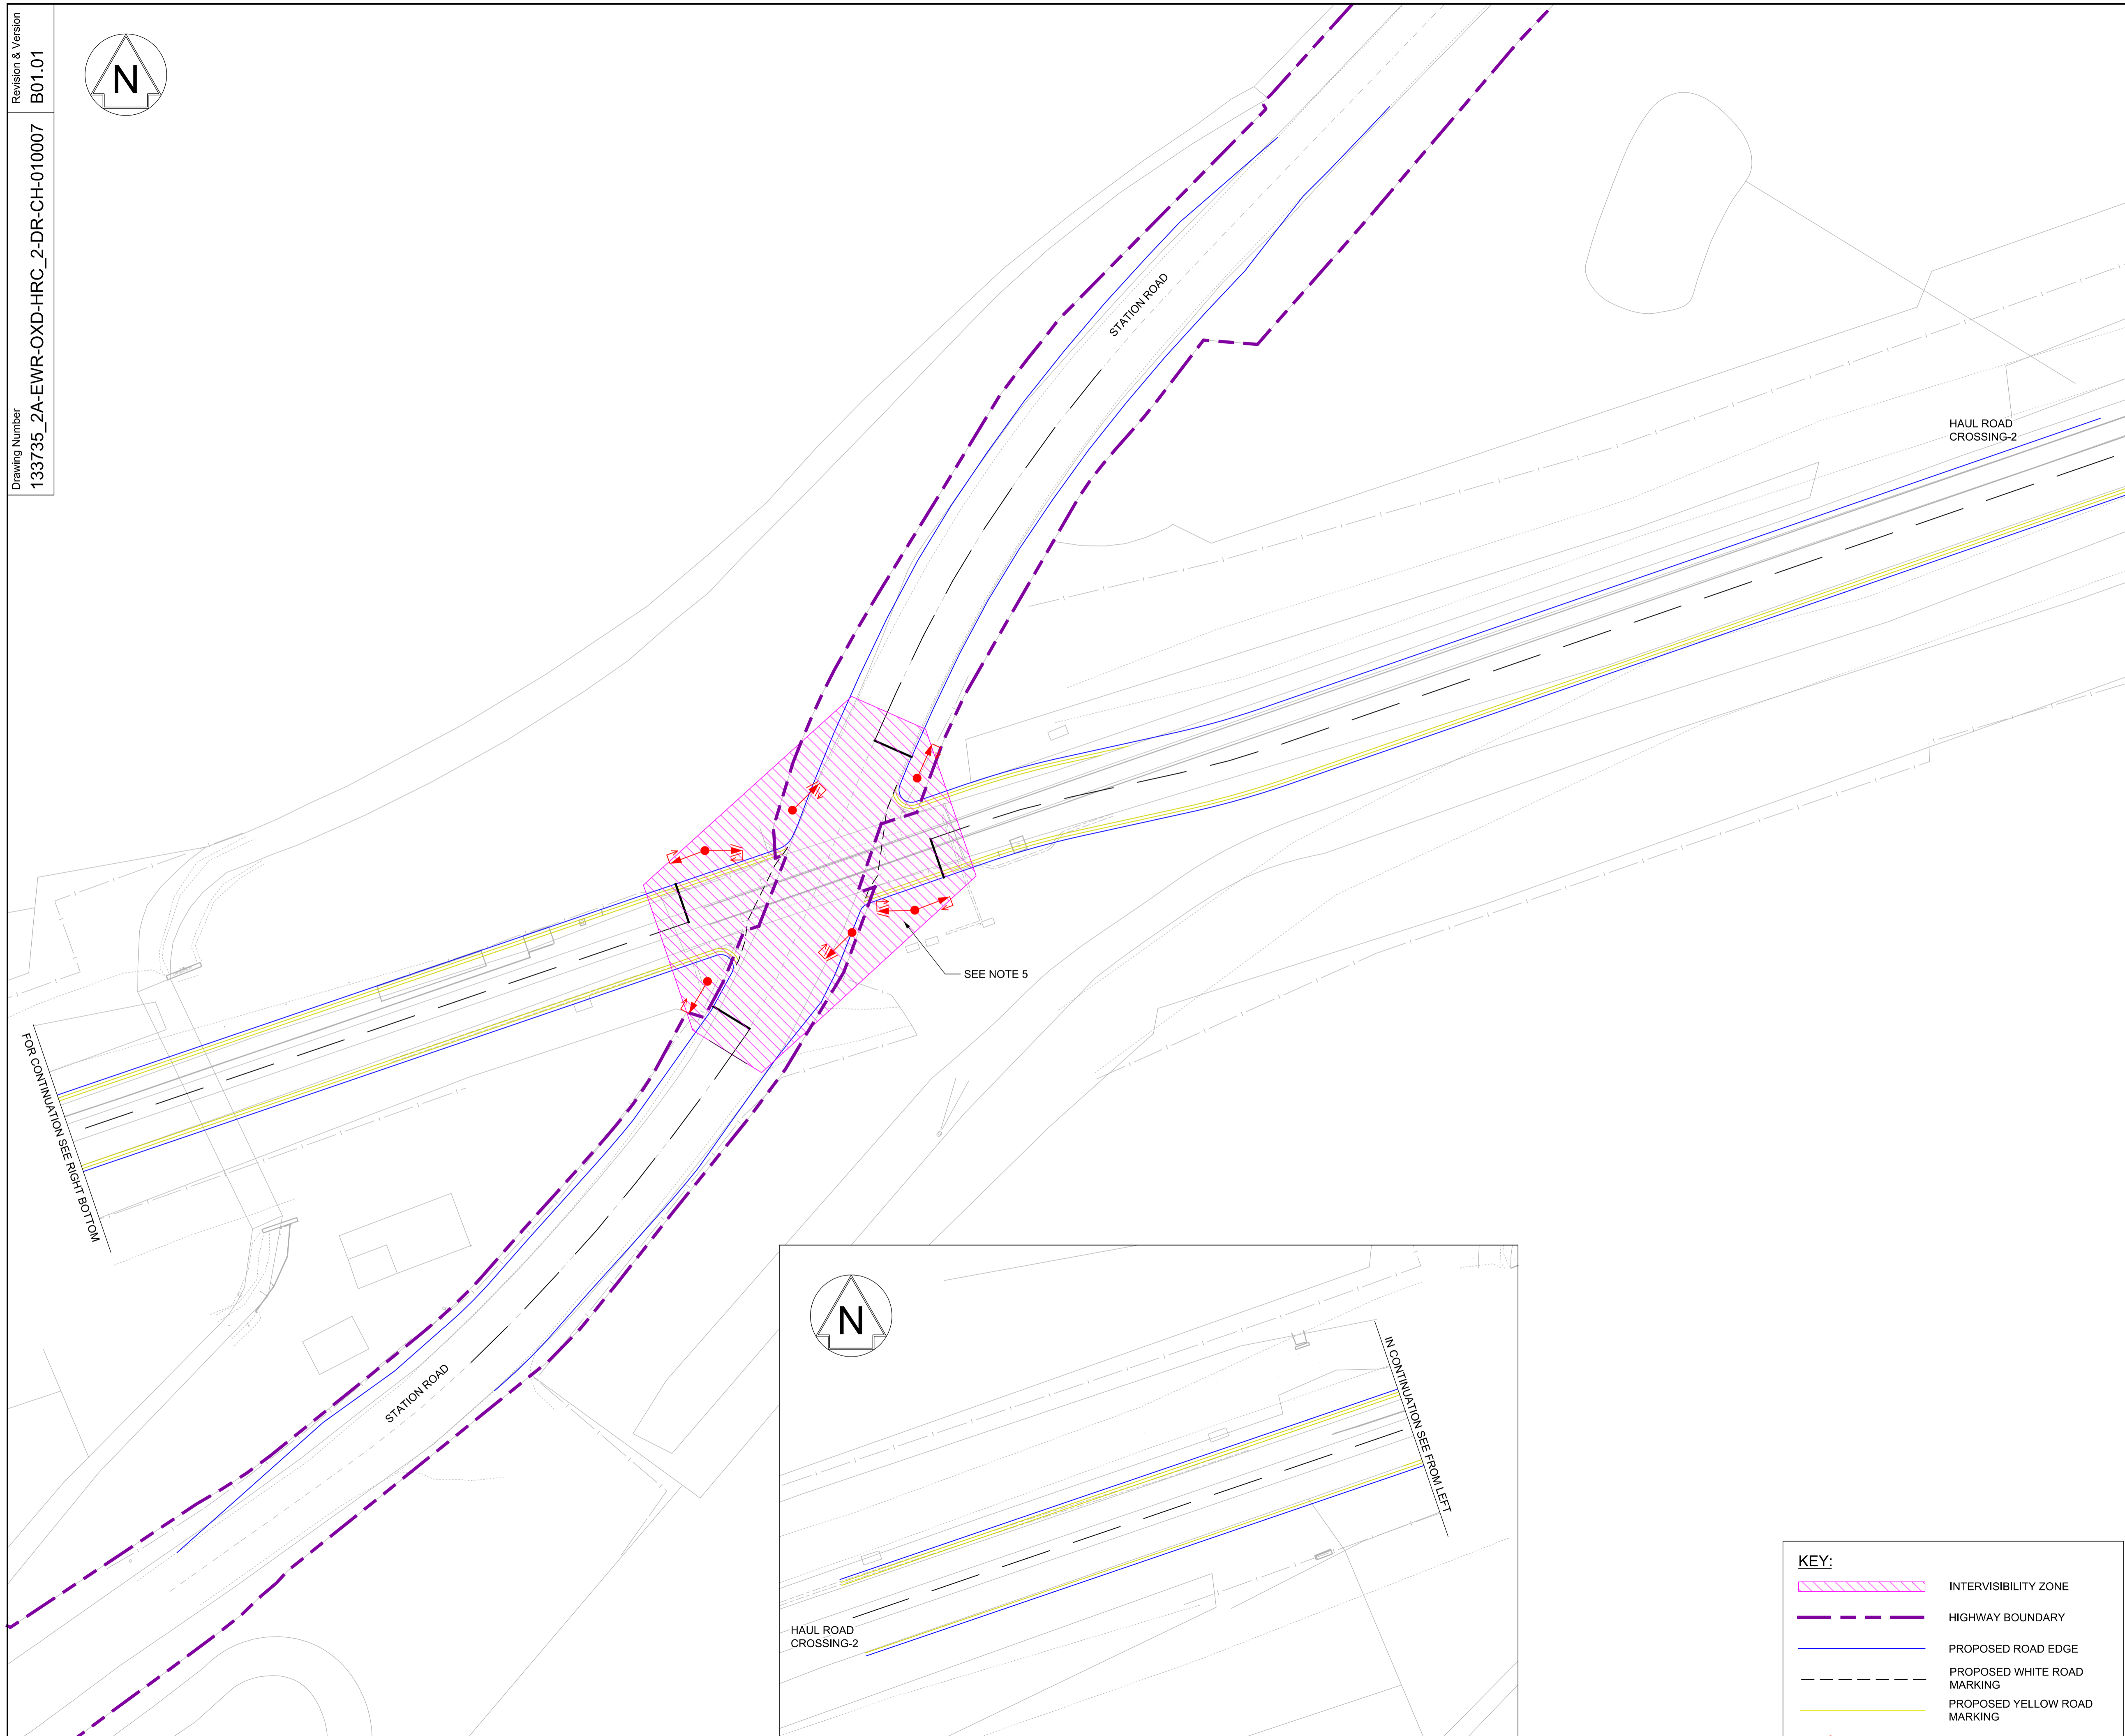 Revision & Version
B01.01
Drawing Number
133735_2A-EWR-OXD-HRC_2-DR-CH-010007
N
STATION ROAD
HAUL ROAD
CROSSING-2
SEE NOTE 5
FOR CONTINUATION SEE RIGHT BOTTOM
STATION ROAD
N
IN CONTINUATION SEE FROM LEFT
HAUL ROAD
CROSSING-2
KEY:
INTERVISIBILITY ZONE
HIGHWAY BOUNDARY
PROPOSED ROAD EDGE
PROPOSED WHITE ROAD
MARKING
PROPOSED YELLOW ROAD
MARKING